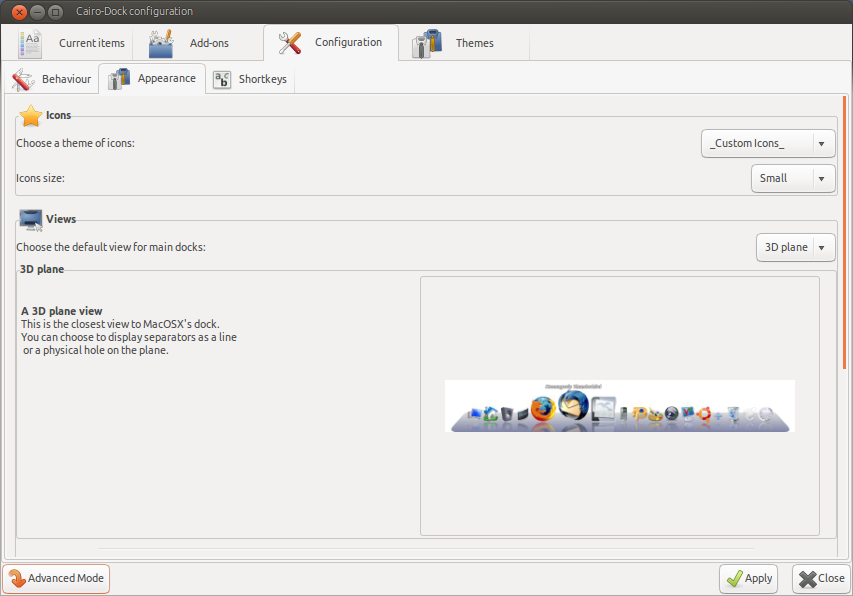 Cairo-Dock configuration
Current items
Add-ons
Configuration
Themes
Behaviour
Appearance
Shortkeys
Icons
Choose a theme of icons:
_Custom Icons_
Icons size:
Small
Views
Choose the default view for main docks:
3D plane
3D plane
A 3D plane view
This is the closest view to MacOSX's dock.
You can choose to display separators as a line
or a physical hole on the plane.
Advanced Mode
Apply
Close